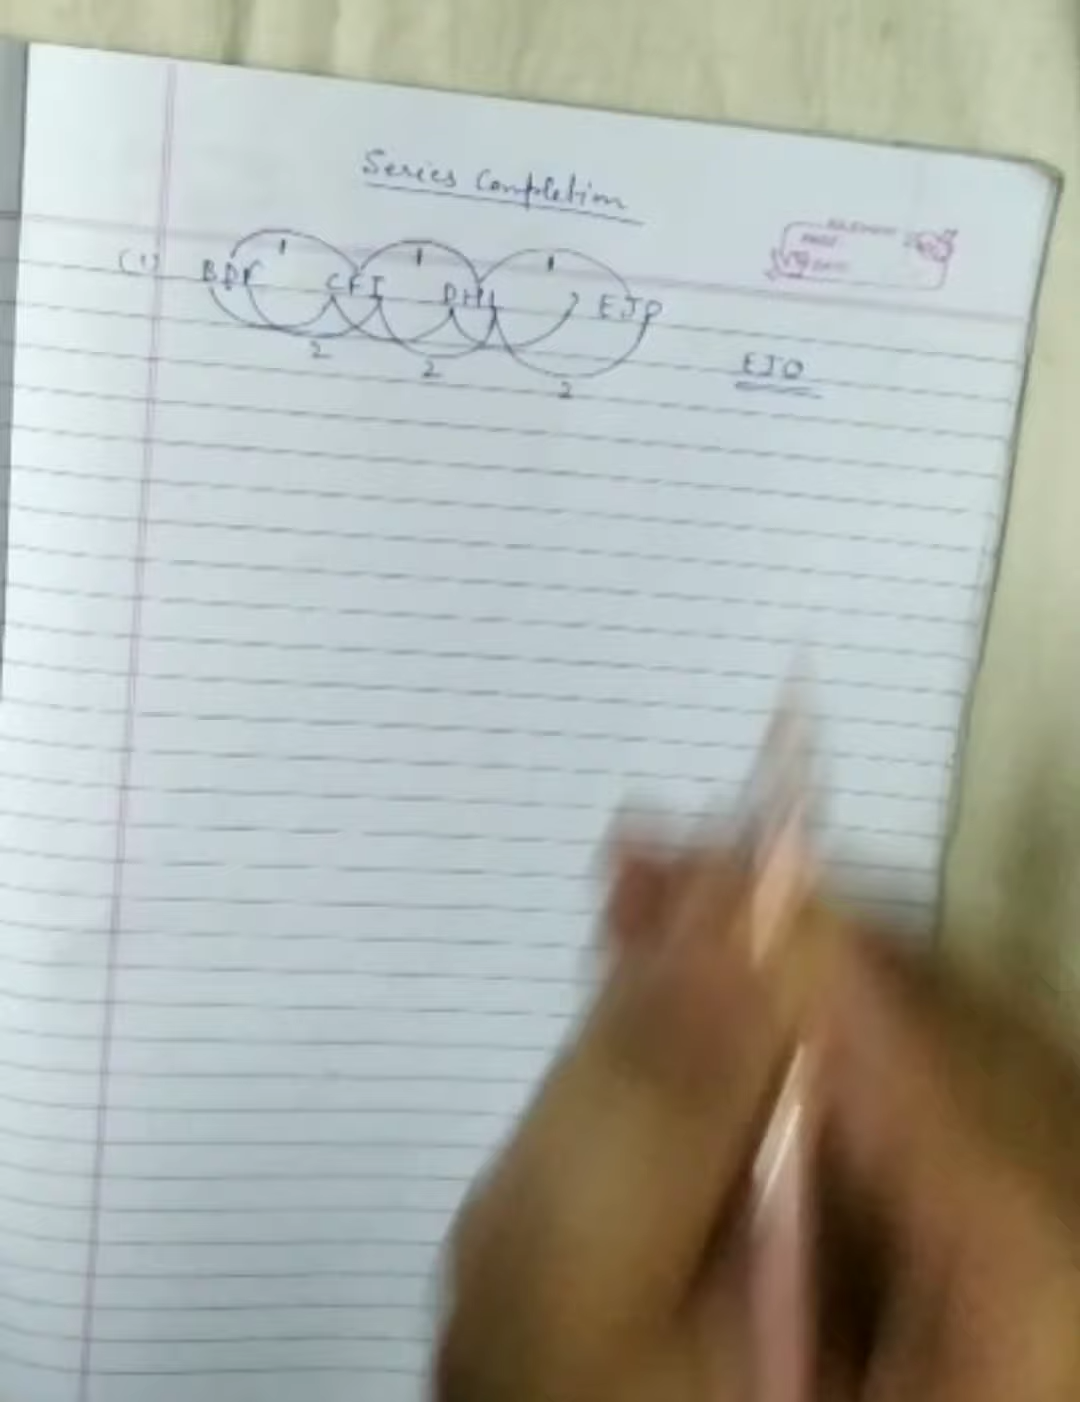 Series Completion
1 1 1
(1) BDF CFI DHL ? EJO
2 2 2
EJO